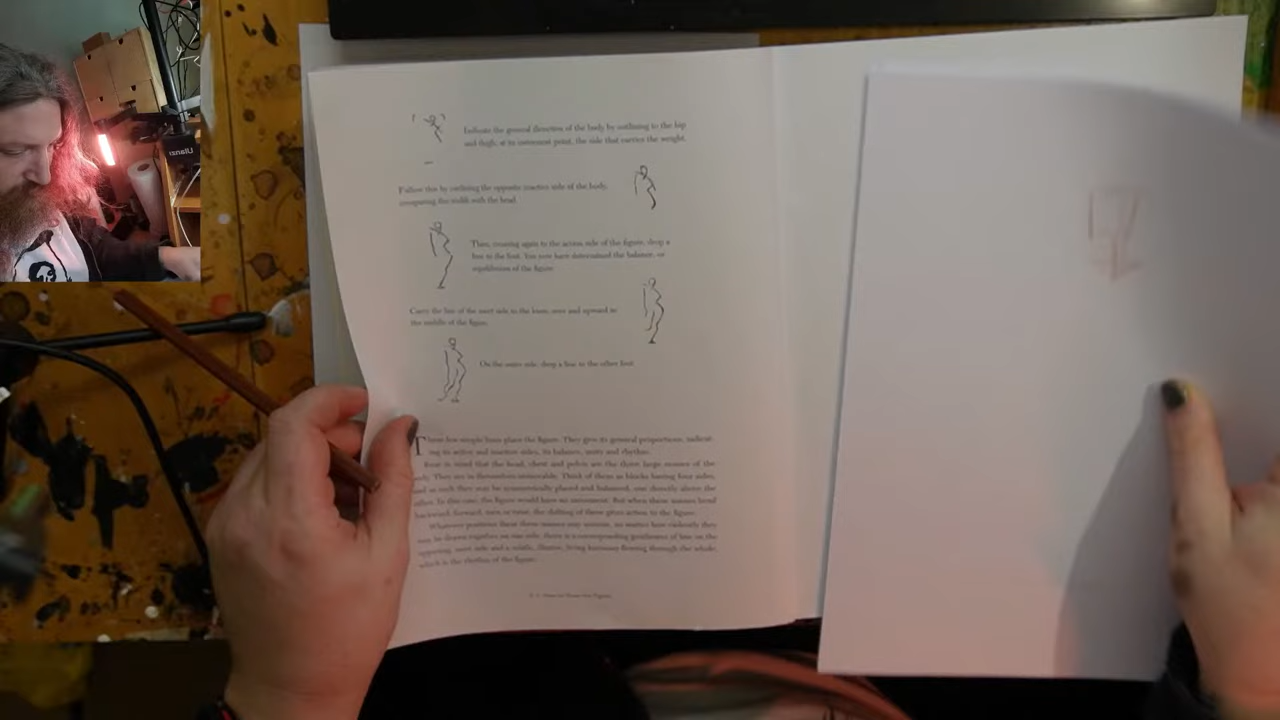 Ulanzi
Indicate the general direction of the body by outlining to the hip
and thigh, at its outermost point, the side that carries the weight.
Follow this by outlining the opposite inactive side of the body,
comparing the width with the head.
Then, crossing again to the action side of the figure, drop a
line to the foot. You now have determined the balance, or
equilibrium of the figure.
Carry the line of the inert side to the knee, over and upward to
the middle of the figure.
On the outer side, drop a line to the other foot.
These few simple lines place the figure. They give its general proportions, indicat-
ing its active and inactive sides, its balance, unity and rhythm.
Bear in mind that the head, chest and pelvis are the three large masses of the
body. They are in themselves immovable. Think of them as blocks having four sides,
and as such they may be symmetrically placed and balanced, one directly above the
other. In this case, the figure would have no movement. But when these masses bend
backward forward, turn or twist, the shifting of them gives action to the figure.
Whatever positions these three masses may assume, no matter how violently they
may be drawn together on one side, there is a corresponding gentleness of line on the
opposing, inert side and a subtle, illusive, living harmony flowing through the whole,
which is the rhythm of the figure.